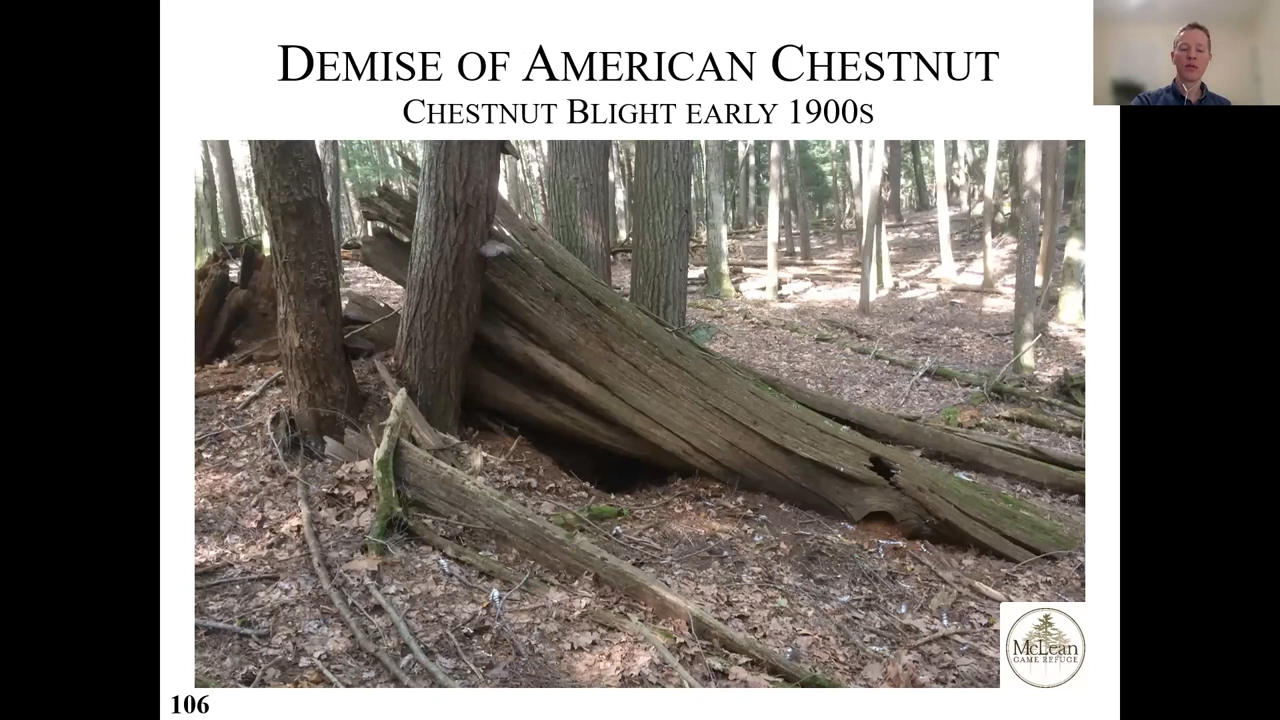 DEMISE OF AMERICAN CHESTNUT
CHESTNUT BLIGHT EARLY 1900S
McLean
GAME REFUGE
106